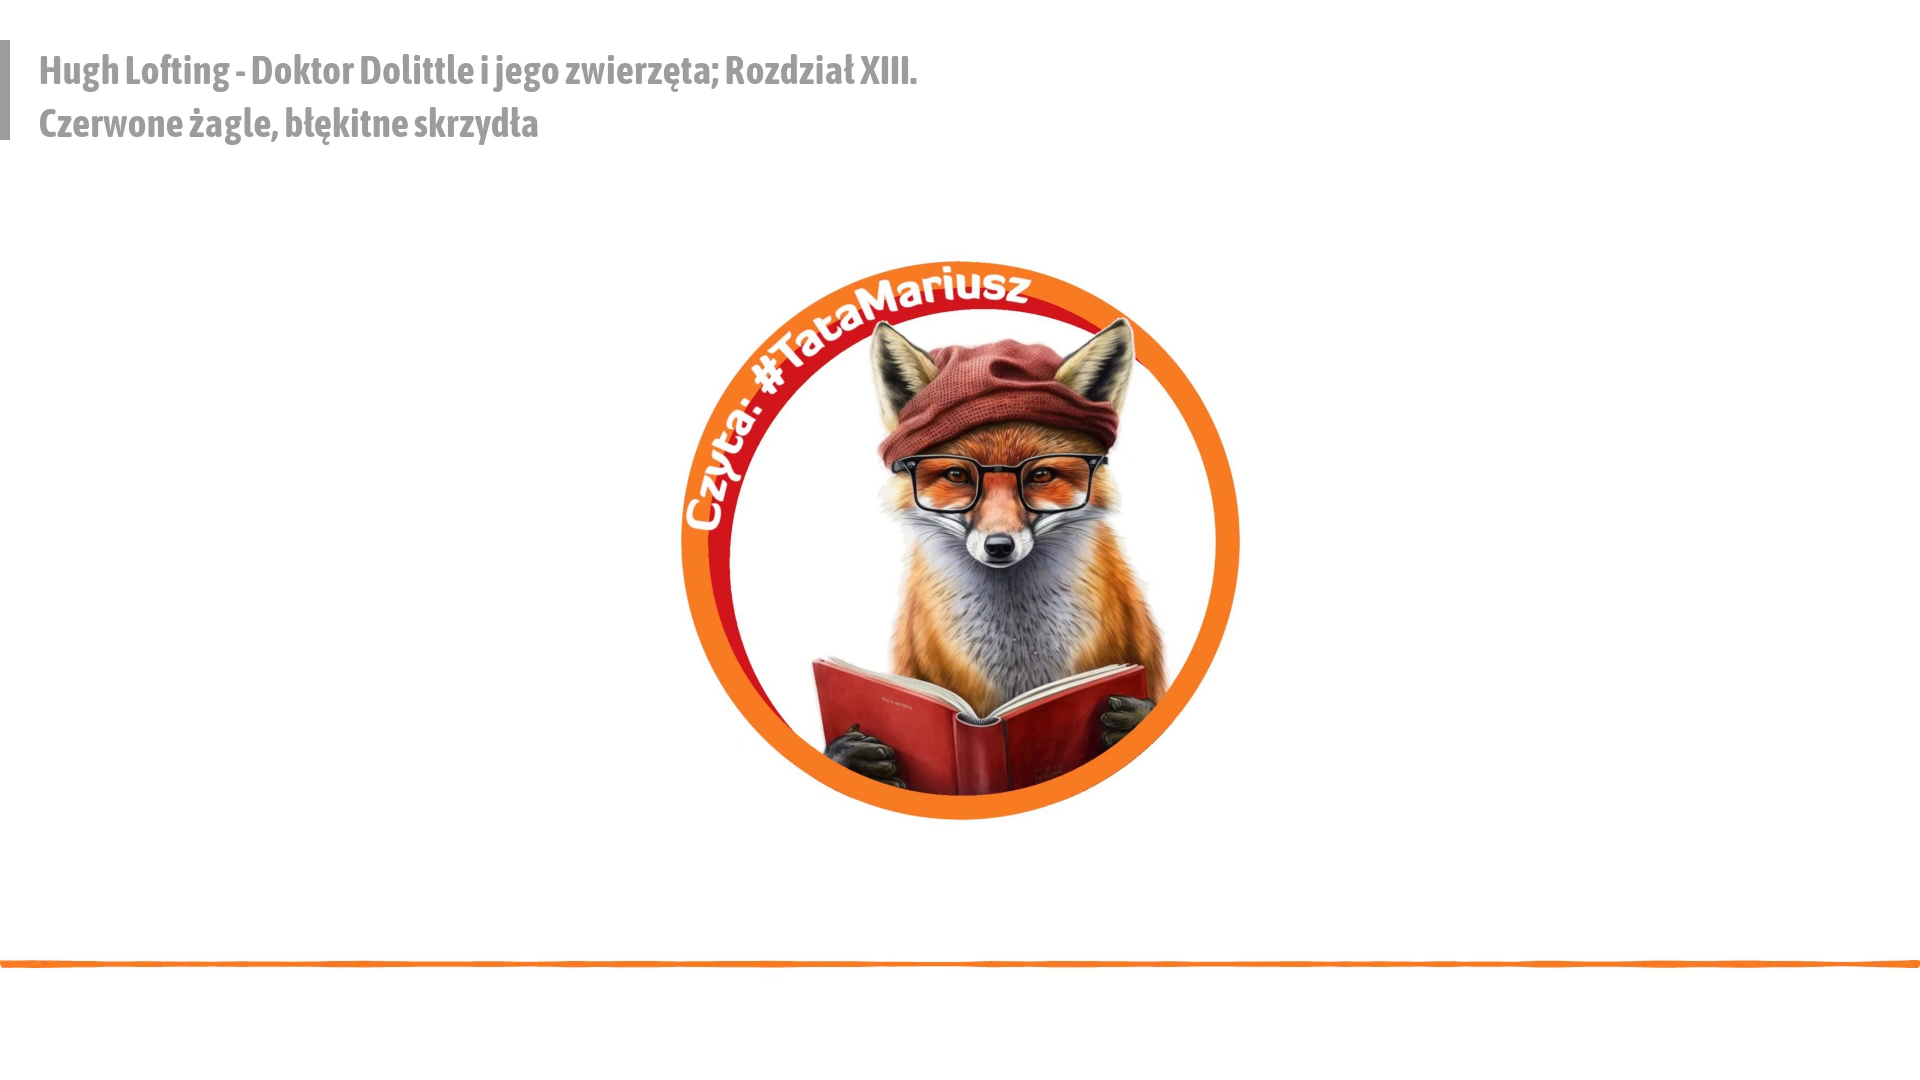 Hugh Lofting - Doktor Dolittle i jego zwierzęta; Rozdział XIII.
Czerwone żagle, błękitne skrzydła
Czyta: #TataMariusz